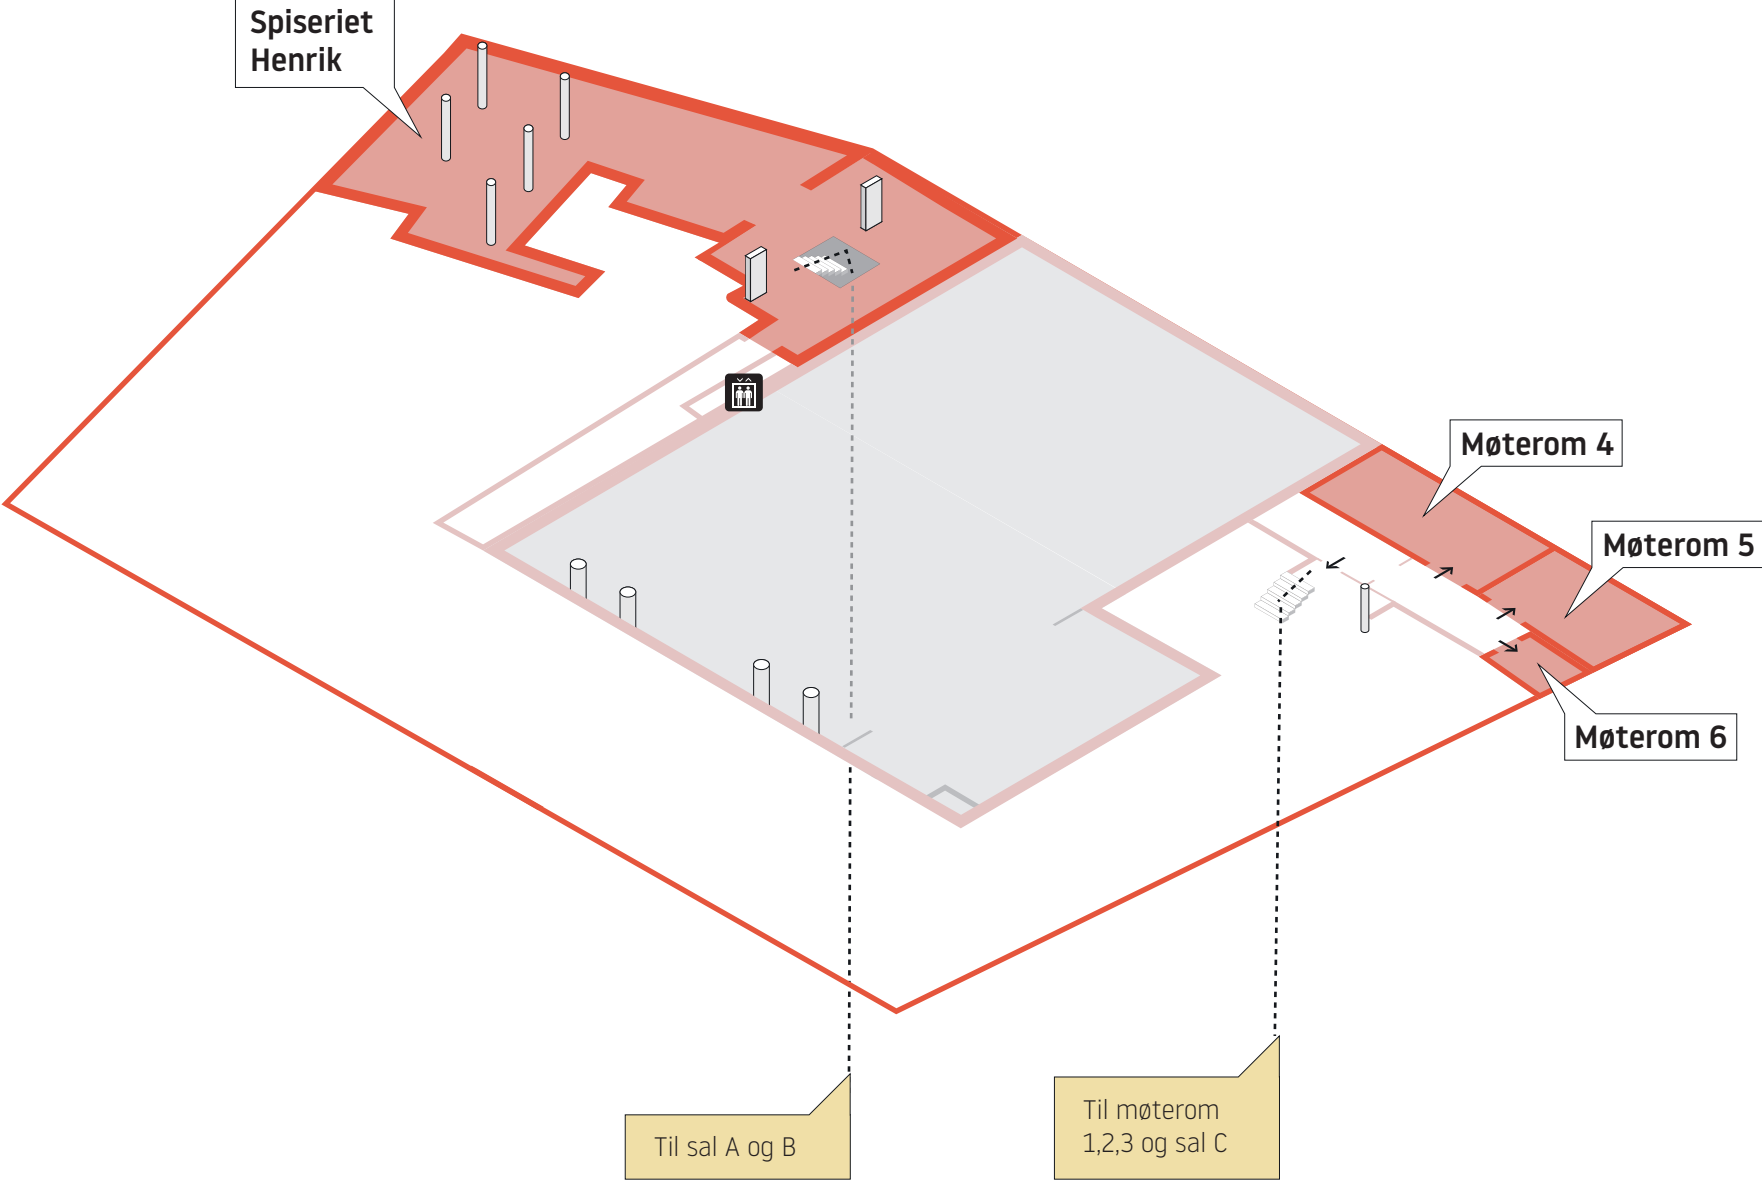 Spiseriet
Henrik
Møterom 4
Møterom 5
Møterom 6
Til sal A og B
Til møterom
1,2,3 og sal C